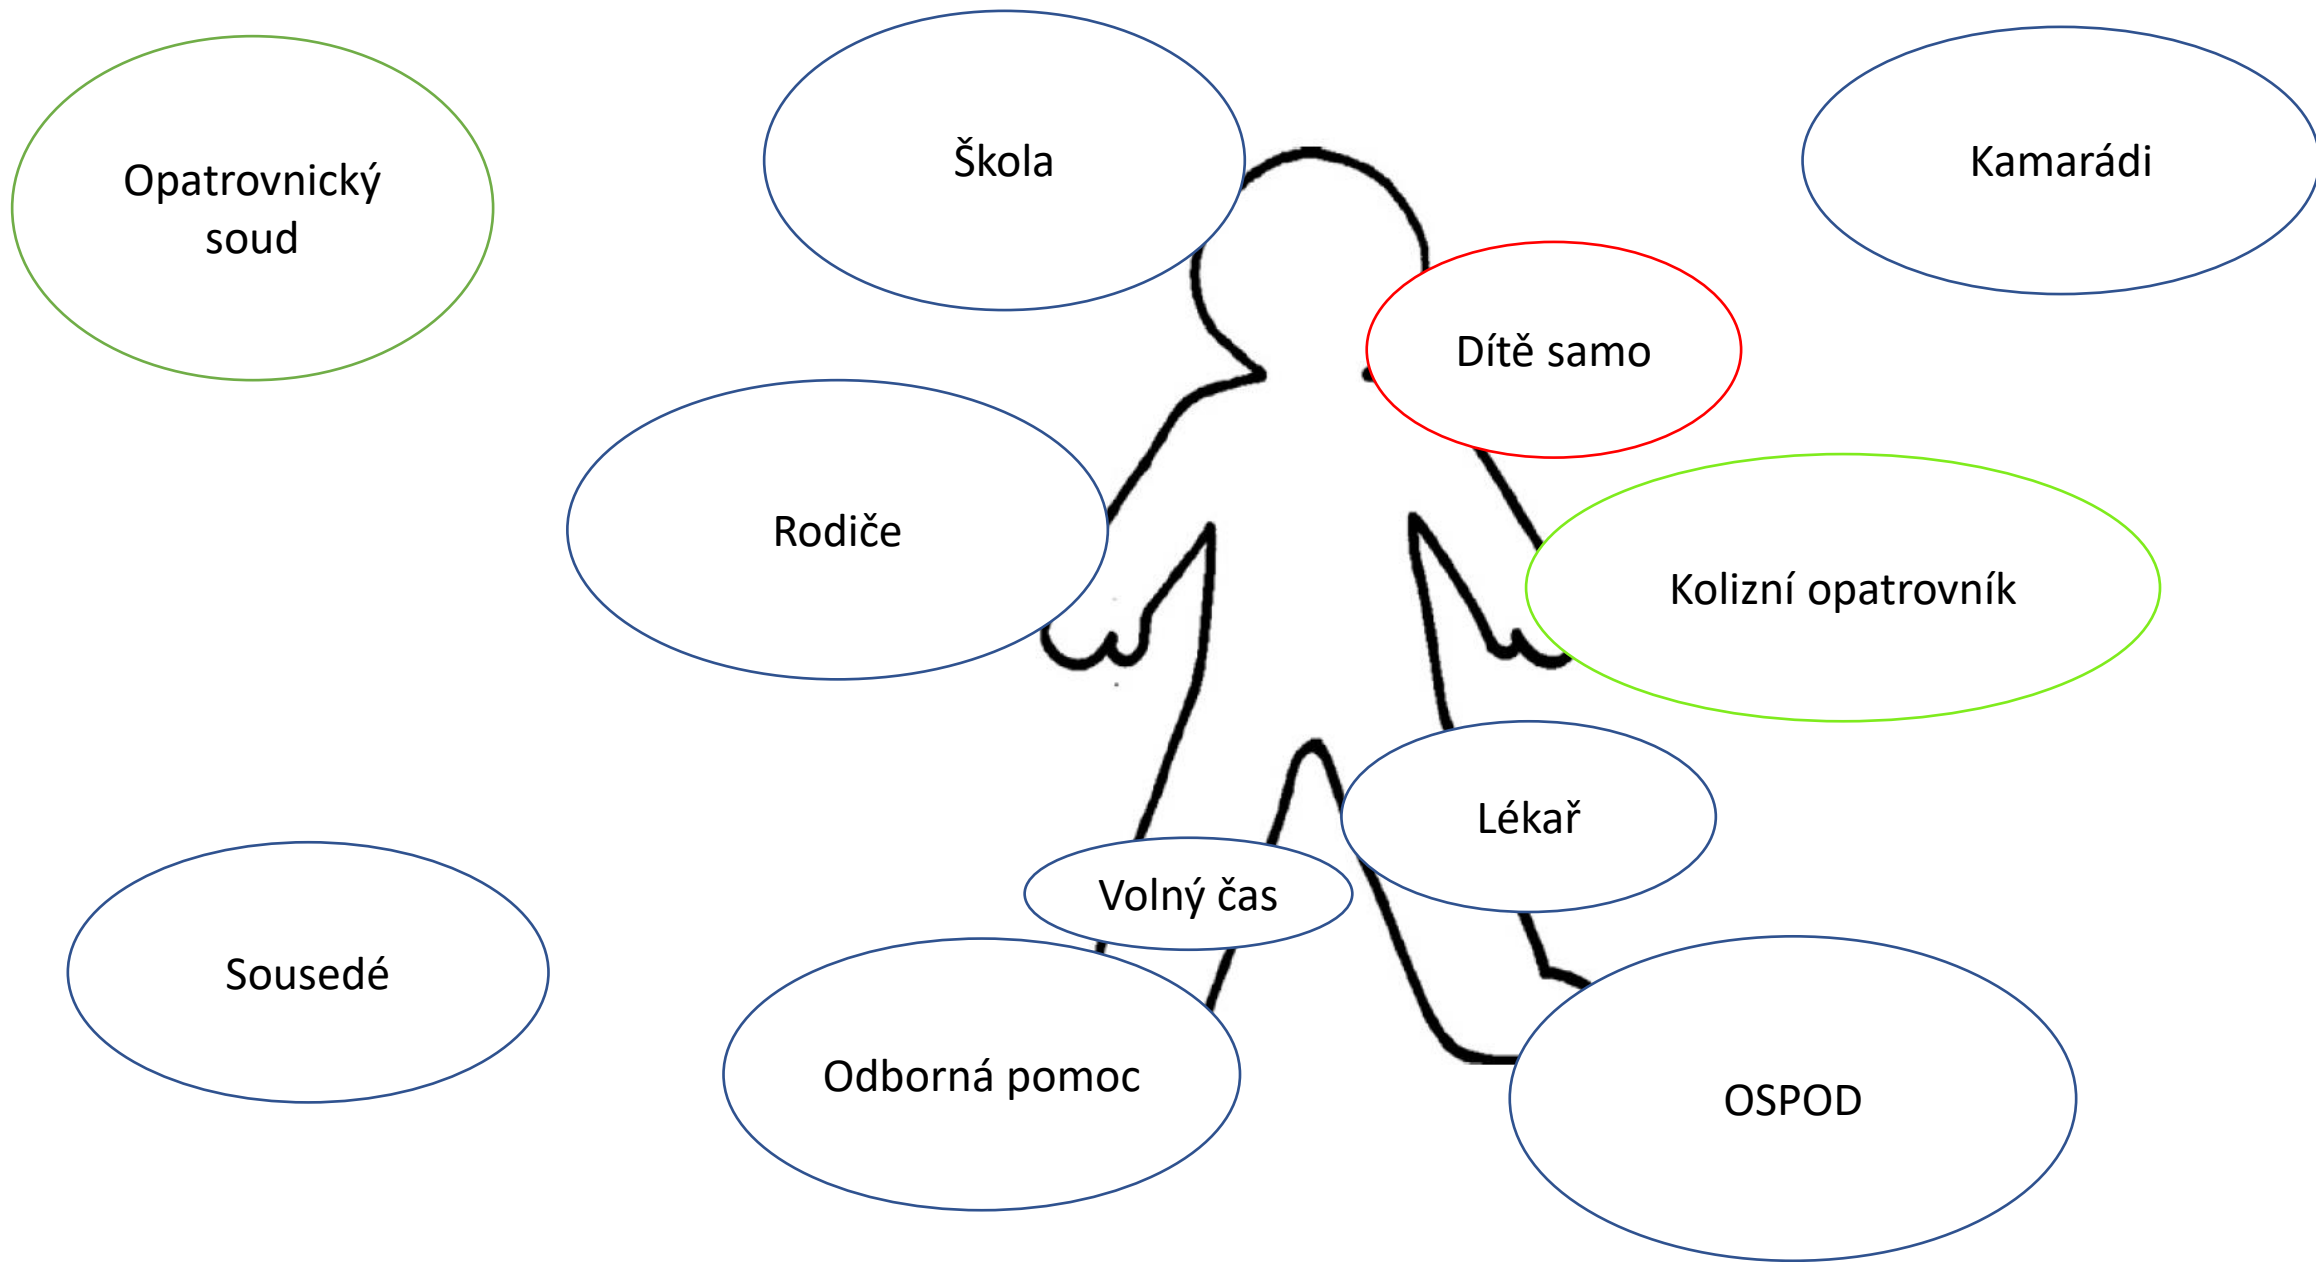 Opatrovnický
soud
Škola
Kamarádi
Dítě samo
Rodiče
Kolizní opatrovník
Lékař
Volný čas
Sousedé
Odborná pomoc
OSPOD